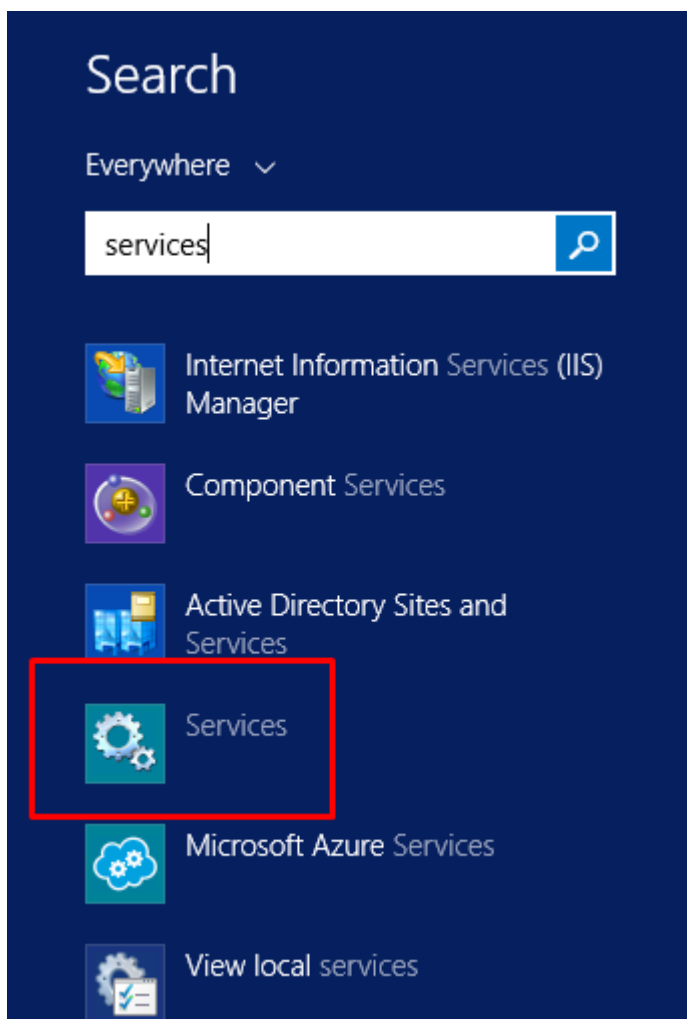 Search
Everywhere
services
Internet Information Services (IIS)
Manager
Component Services
Active Directory Sites and
Services
Services
Microsoft Azure Services
View local services